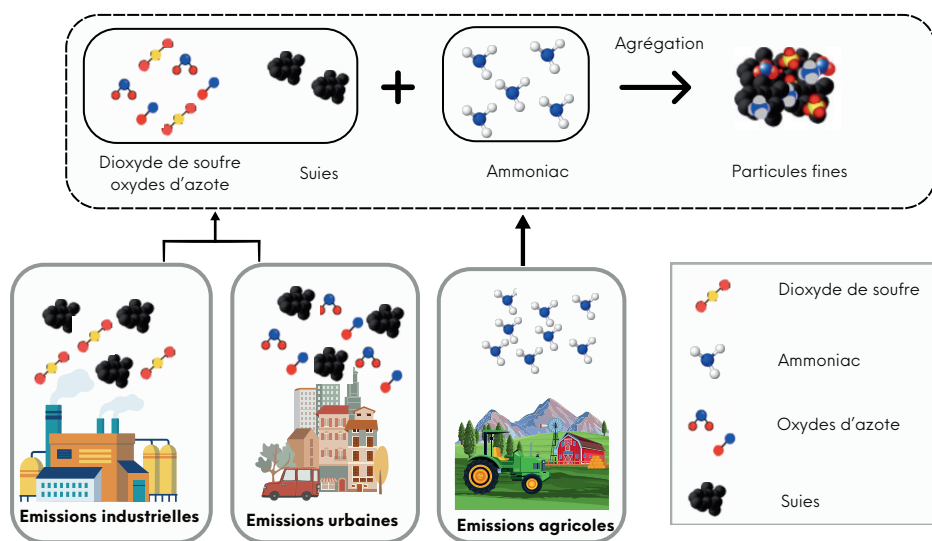 Agrégation
Dioxyde de soufre
oxydes d'azote
Suies
Ammoniac
Particules fines
Emissions industrielles
Emissions urbaines
Emissions agricoles
Dioxyde de soufre
Ammoniac
Oxydes d'azote
Suies